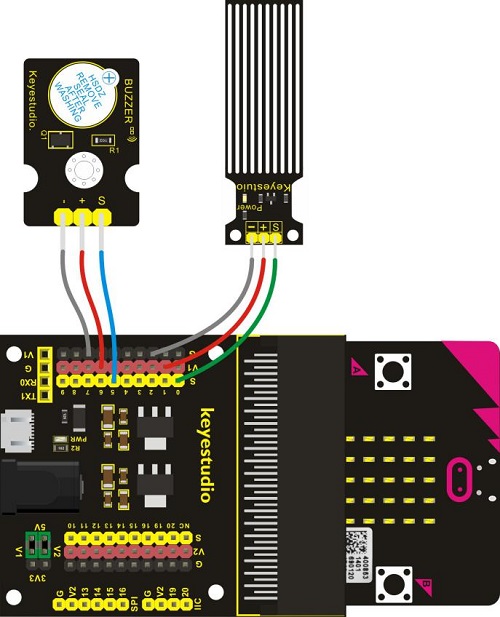 Keyestudio.
HSDZ
REMOVE
SEAL
AFTER
WASHING
BUZZER
Q1
R1
- + S
Keyestuio
Power
- + S
V1
G
RX0
TX1
G
V1
S
9 8 7 6 5 4 3 2 1 0
PWR
R2
keyestudio
5V
V1
V2
3V3
10 11 12 13 14 15 16 19 20 NC
S
V2
G
G V2 13 14 15 16 SPI G V2 19 20 IIC
A
B